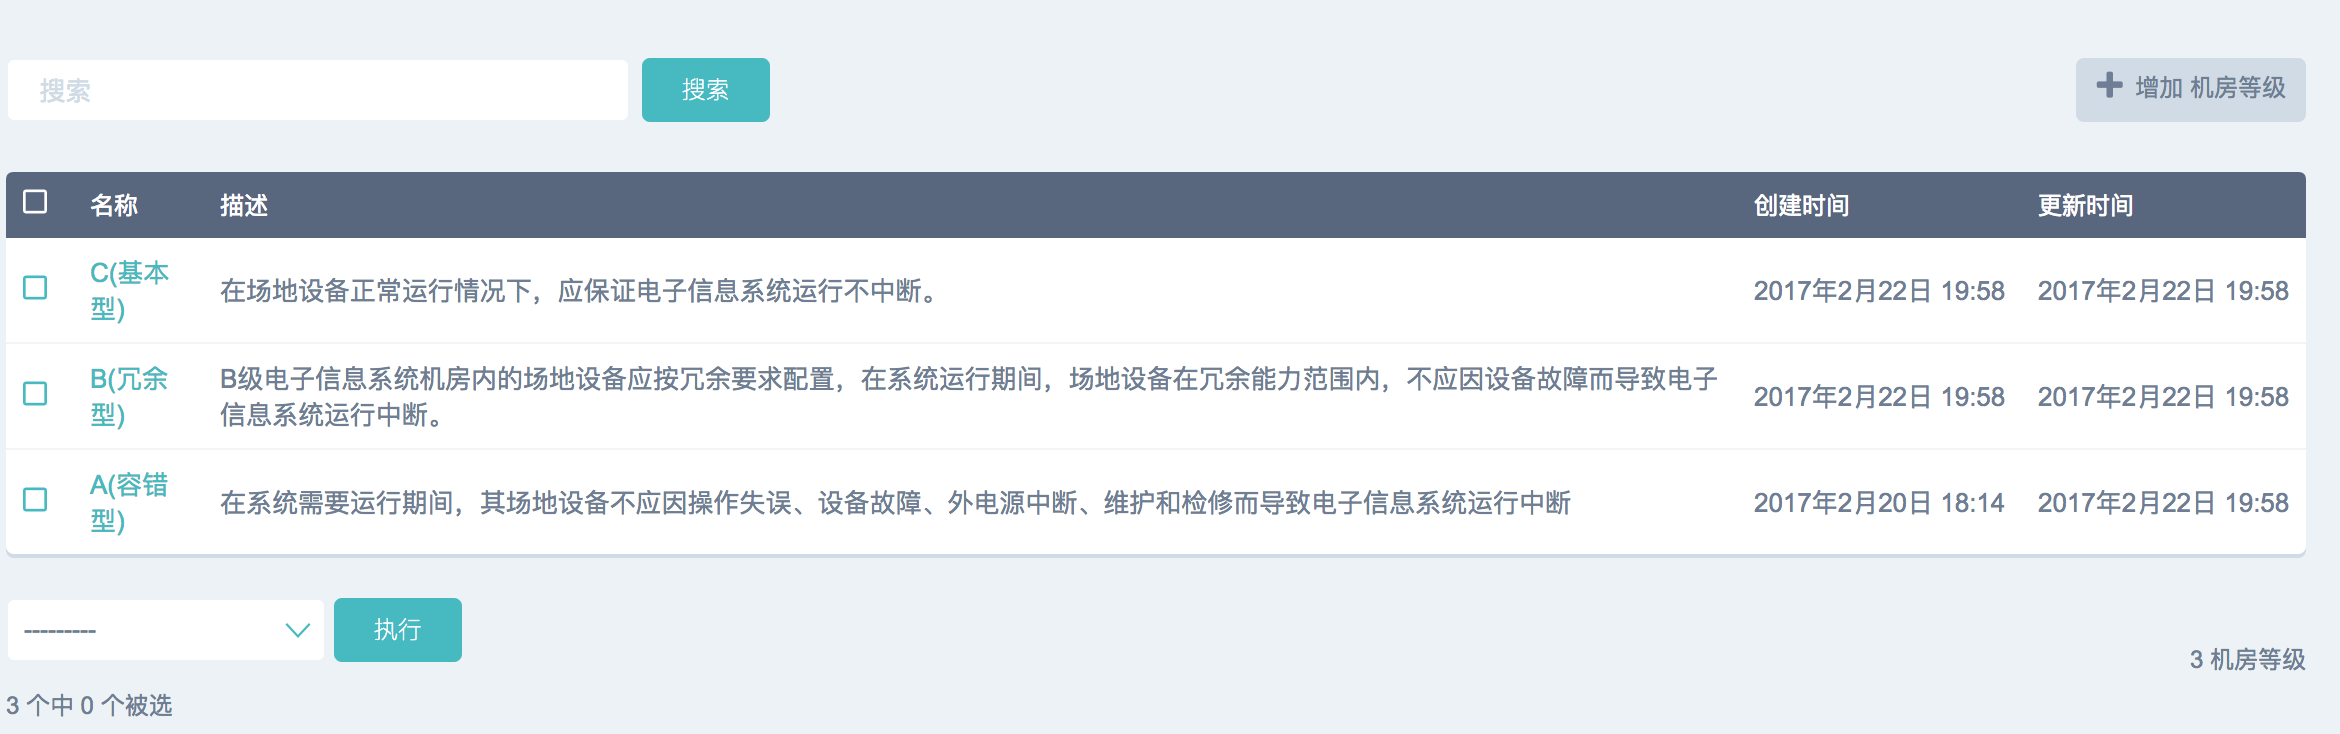 搜索 搜索 增加 机房等级
名称 描述 创建时间 更新时间
C(基本型) 在场地设备正常运行情况下，应保证电子信息系统运行不中断。 2017年2月22日 19:58 2017年2月22日 19:58
B(冗余型) B级电子信息系统机房内的场地设备应按冗余要求配置，在系统运行期间，场地设备在冗余能力范围内，不应因设备故障而导致电子信息系统运行中断。 2017年2月22日 19:58 2017年2月22日 19:58
A(容错型) 在系统需要运行期间，其场地设备不应因操作失误、设备故障、外电源中断、维护和检修而导致电子信息系统运行中断 2017年2月20日 18:14 2017年2月22日 19:58
--------- 执行
3 机房等级
3 个中 0 个被选